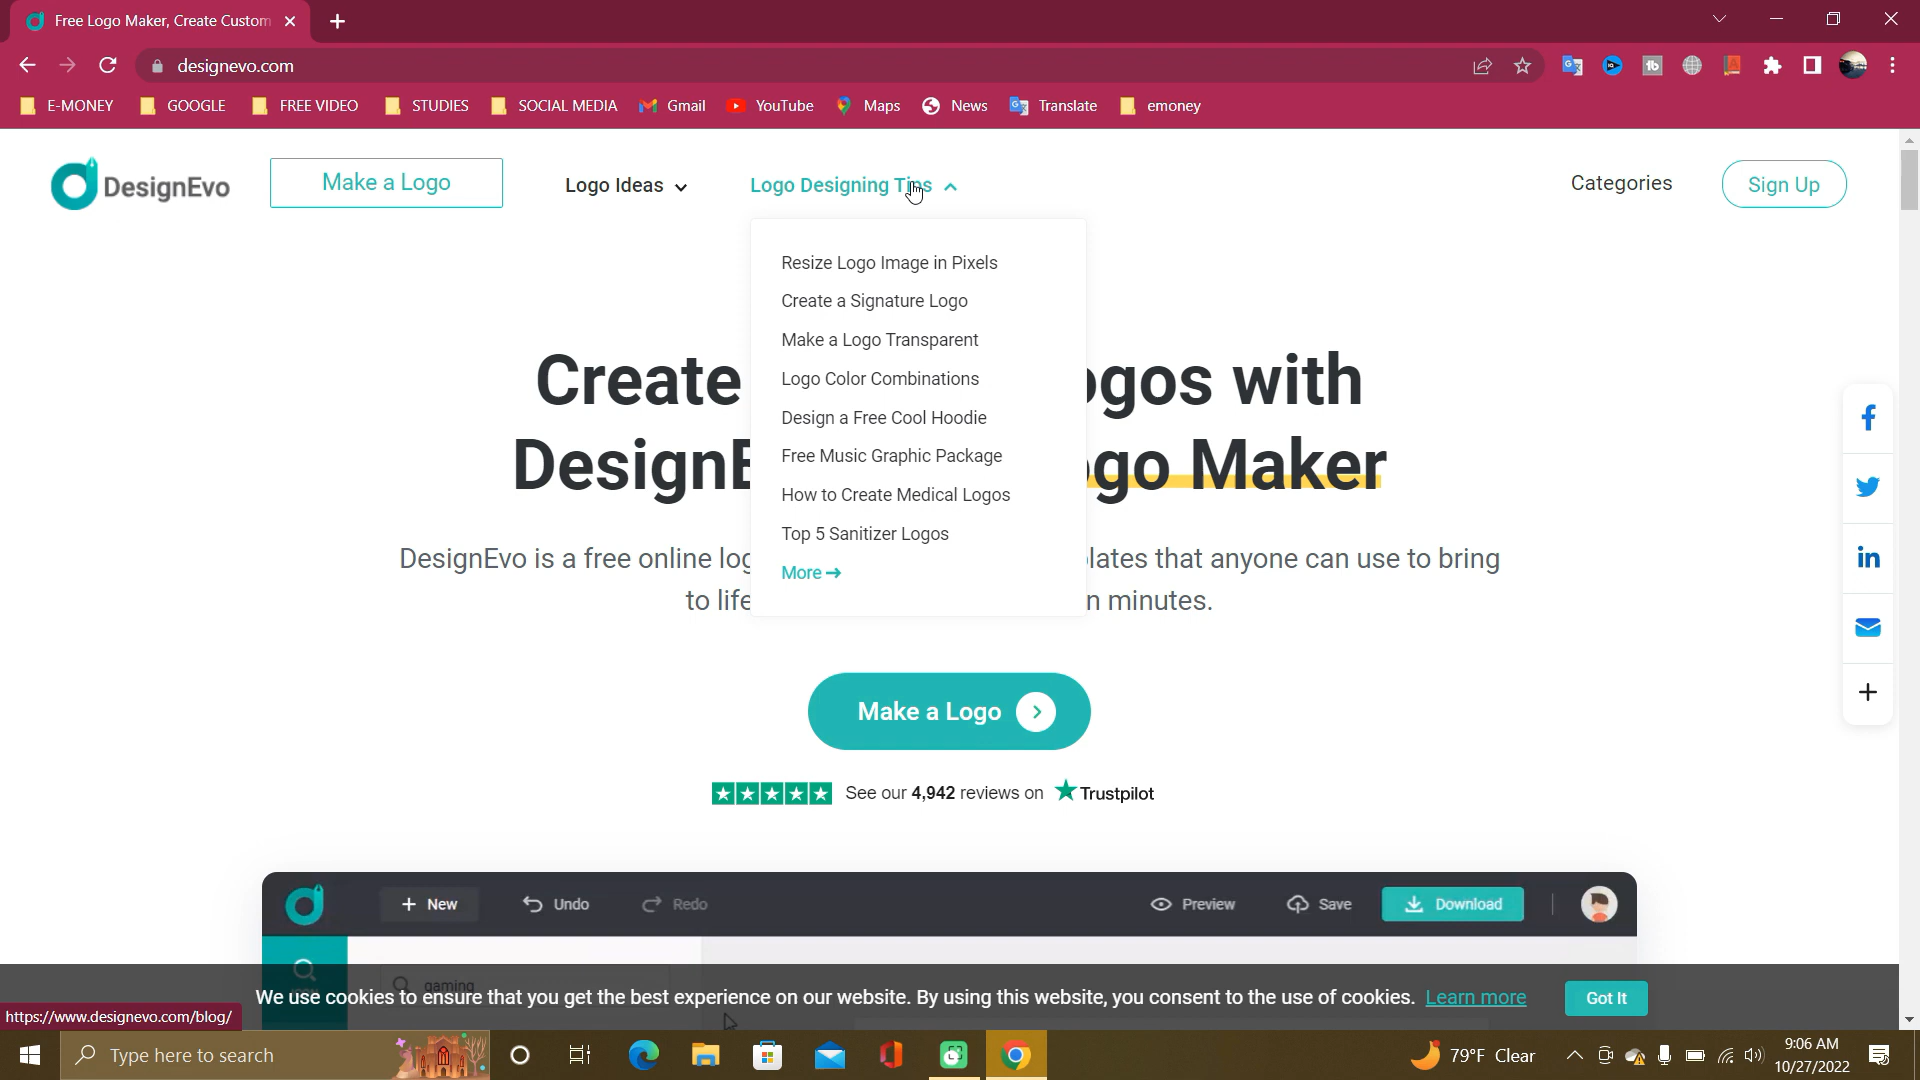 Free Logo Maker, Create Custom
designevo.com
E-MONEY
GOOGLE
FREE VIDEO
STUDIES
SOCIAL MEDIA
Gmail
YouTube
Maps
News
Translate
emoney
DesignEvo
Make a Logo
Logo Ideas
Logo Designing Tips
Categories
Sign Up
Resize Logo Image in Pixels
Create a Signature Logo
Make a Logo Transparent
Logo Color Combinations
Design a Free Cool Hoodie
Free Music Graphic Package
How to Create Medical Logos
Top 5 Sanitizer Logos
More
Create ogos with
DesignE ogo Maker
DesignEvo is a free online log lates that anyone can use to bring
to life n minutes.
Make a Logo
See our 4,942 reviews on Trustpilot
New
Undo
Redo
Preview
Save
Download
gaming
We use cookies to ensure that you get the best experience on our website. By using this website, you consent to the use of cookies. Learn more
Got It
https://www.designevo.com/blog/
Type here to search
79°F Clear
9:06 AM
10/27/2022